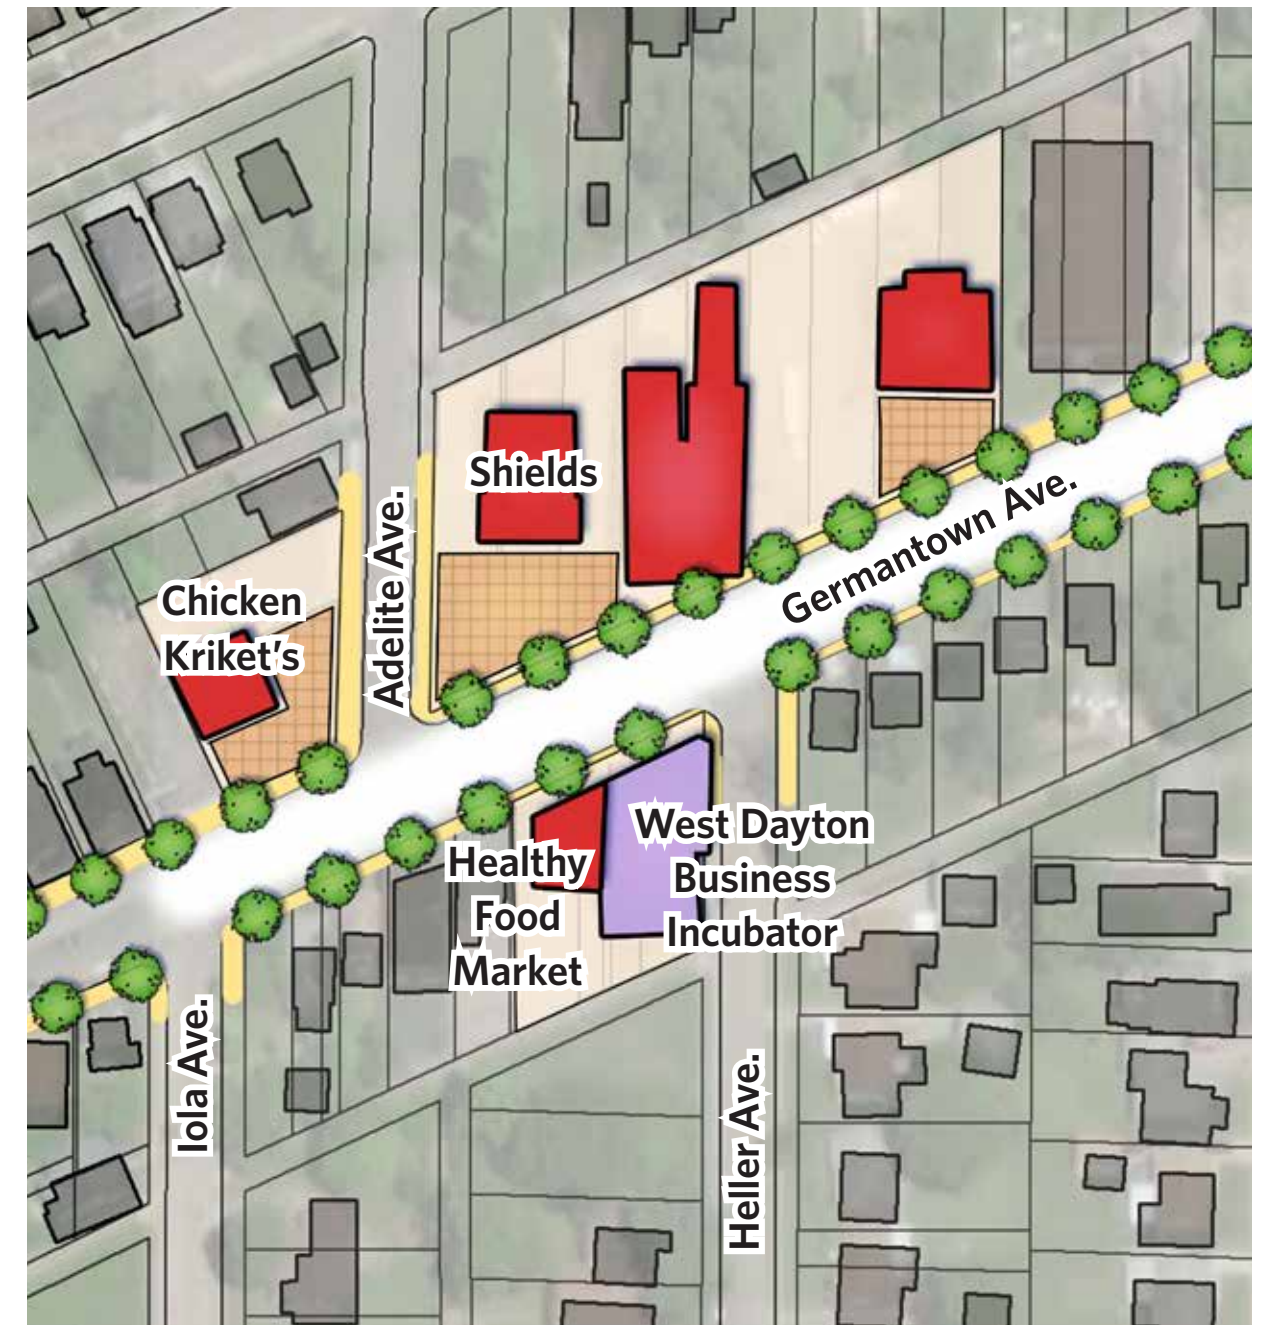 Shields
Adelite Ave.
Germantown Ave.
Chicken
Kriket's
West Dayton
Business
Incubator
Healthy
Food
Market
Iola Ave.
Heller Ave.